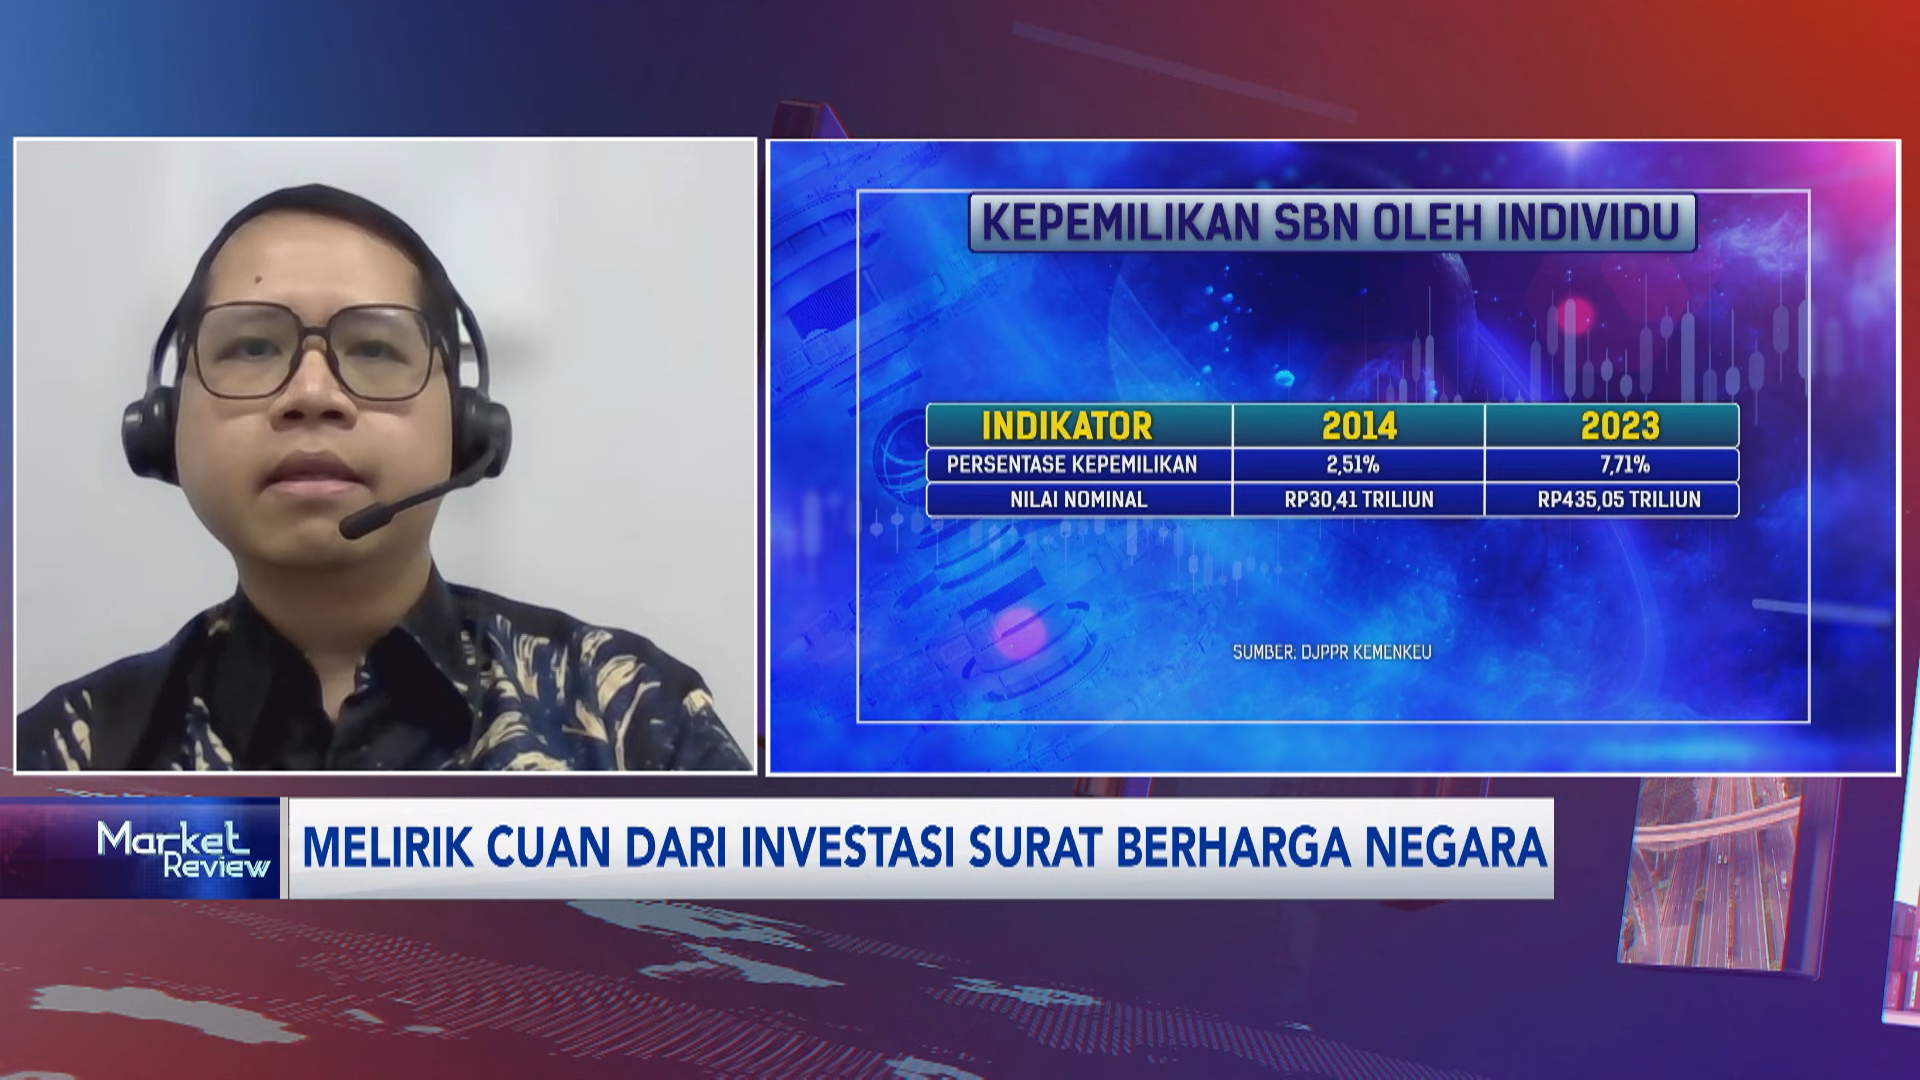 KEPEMILIKAN SBN OLEH INDIVIDU
INDIKATOR 2014 2023
PERSENTASE KEPEMILIKAN 2,51% 7,71%
NILAI NOMINAL RP30,41 TRILIUN RP435,05 TRILIUN
SUMBER: DJPPR KEMENKEU
Market
Review
MELIRIK CUAN DARI INVESTASI SURAT BERHARGA NEGARA